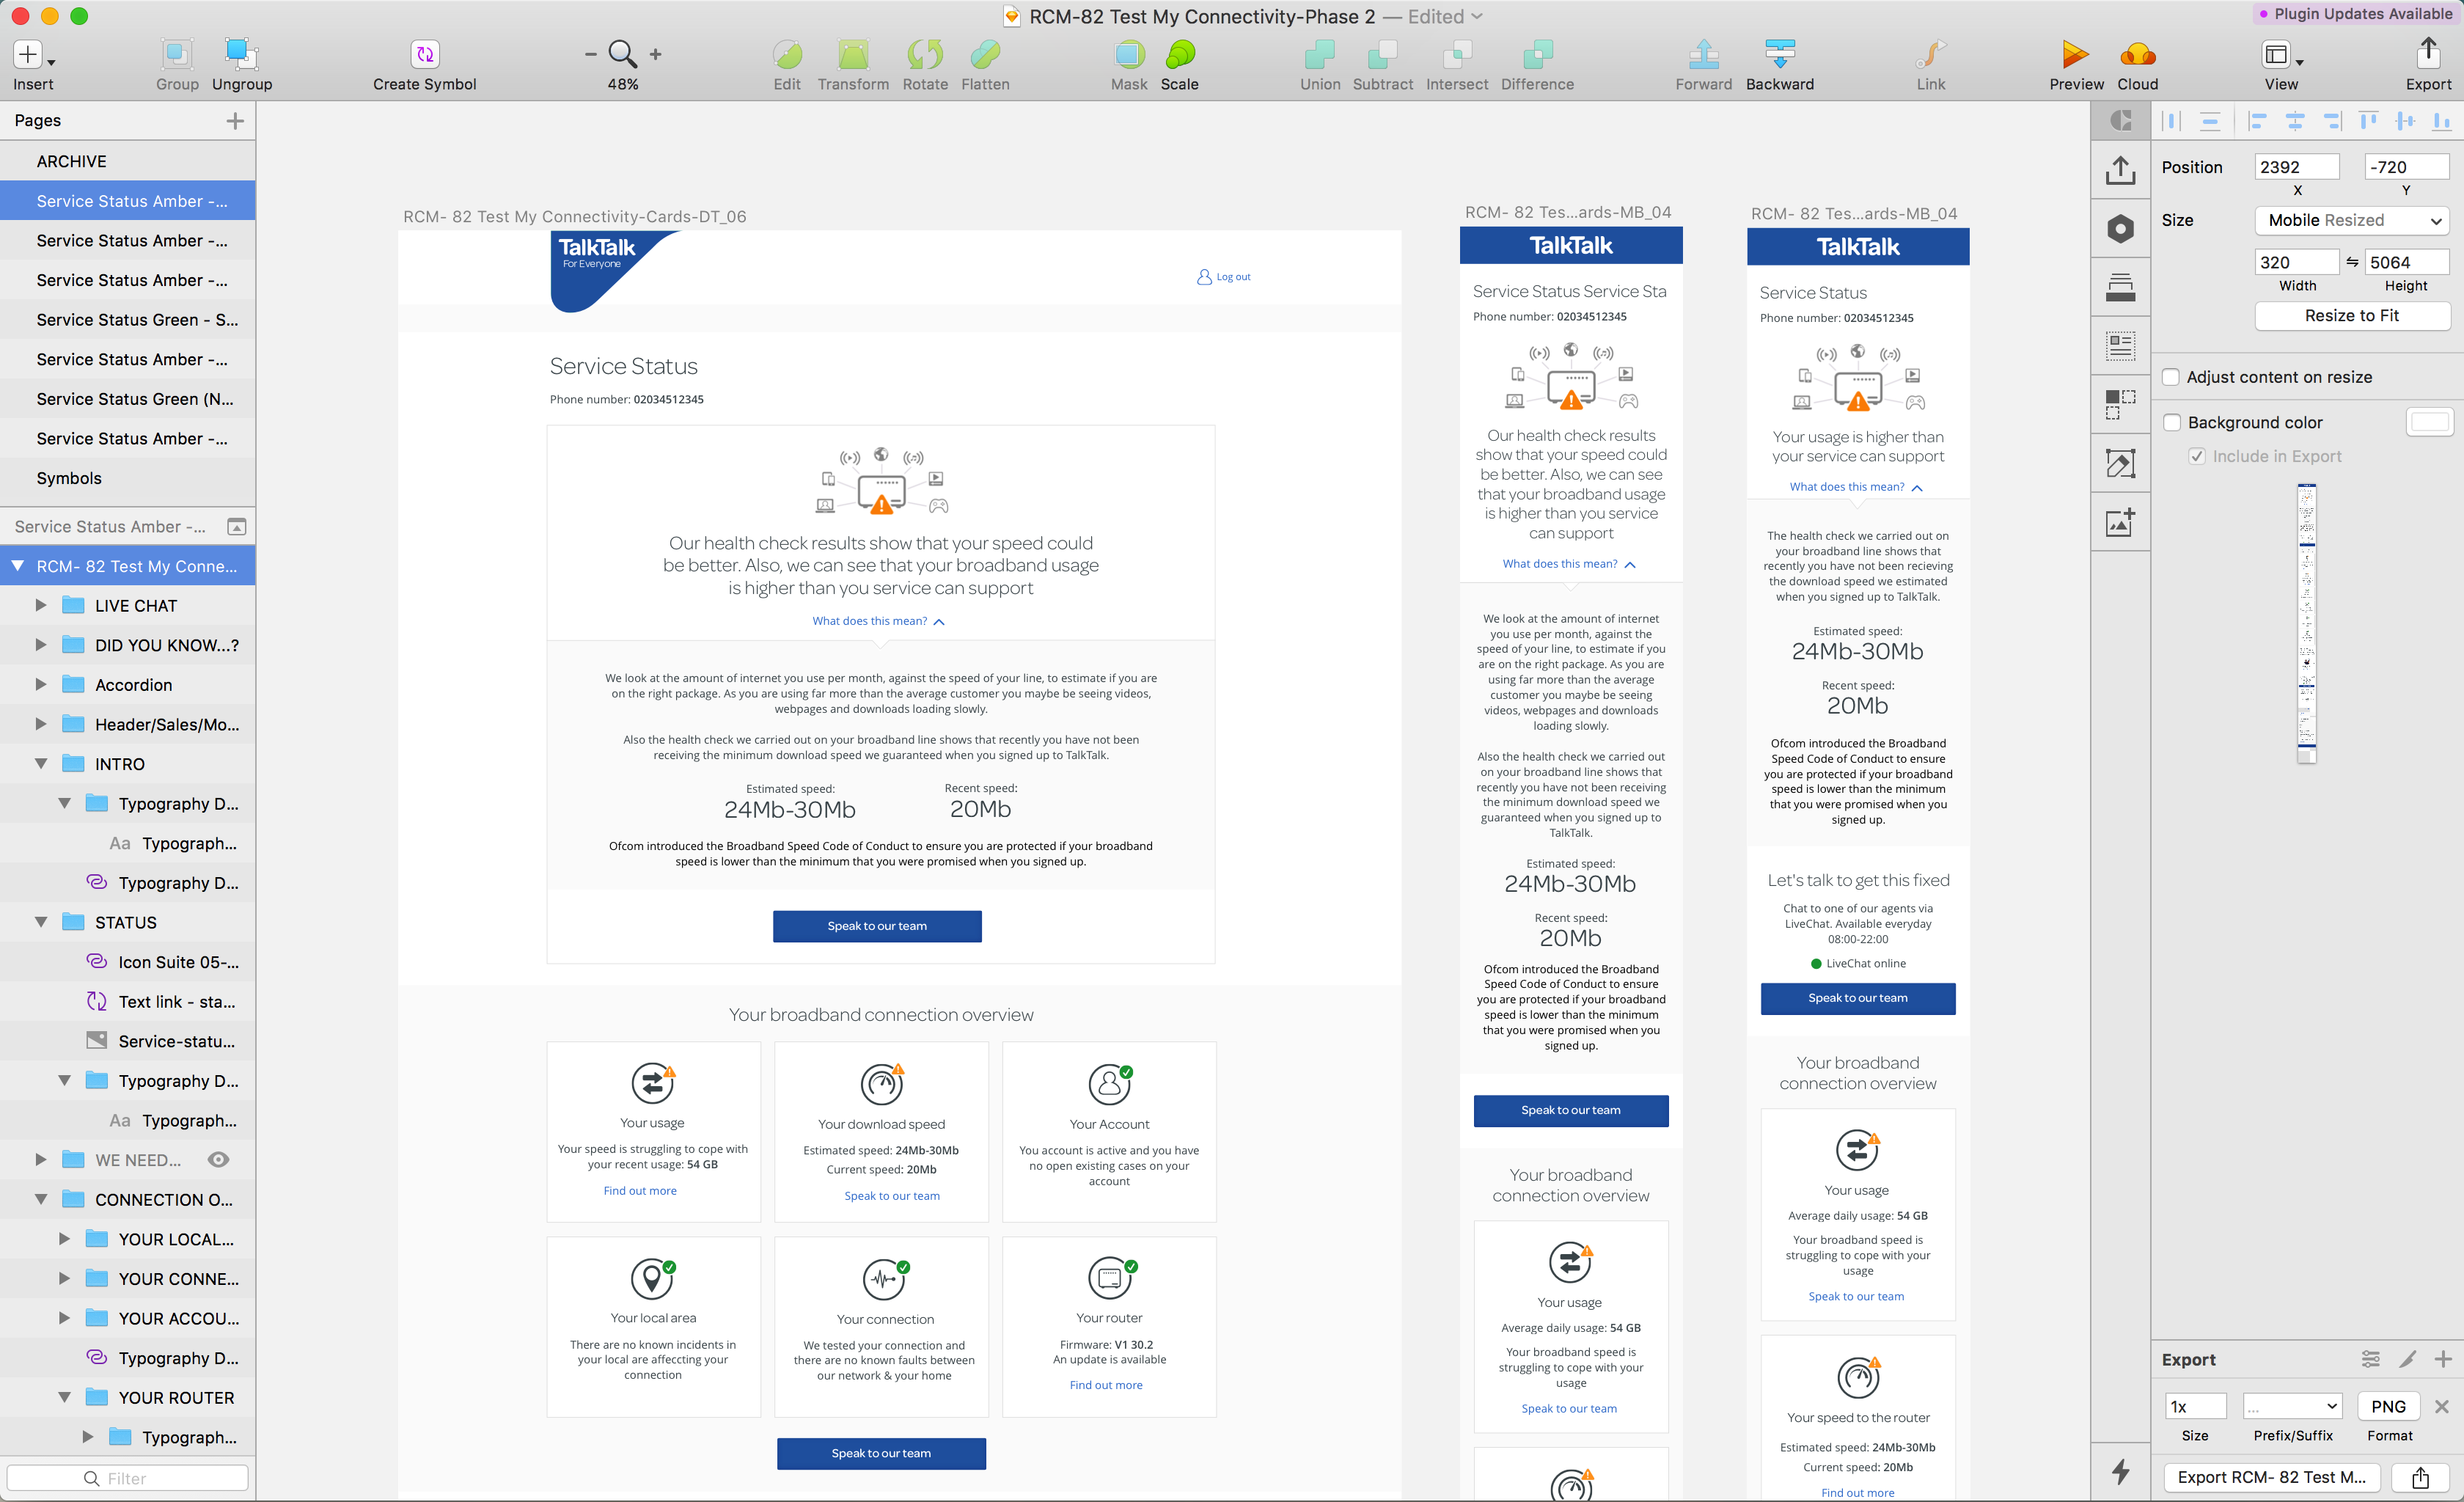 RCM-82 Test My Connectivity-Phase 2 — Edited
Plugin Updates Available
Insert
Group
Ungroup
Create Symbol
48%
Edit
Transform
Rotate
Flatten
Mask
Scale
Union
Subtract
Intersect
Difference
Forward
Backward
Link
Preview
Cloud
View
Export
Pages
ARCHIVE
Service Status Amber -...
Service Status Amber -...
Service Status Amber -...
Service Status Green - S...
Service Status Amber -...
Service Status Green (N...
Service Status Amber -...
Symbols
Service Status Amber -...
RCM- 82 Test My Conne...
LIVE CHAT
DID YOU KNOW...?
Accordion
Header/Sales/Mo...
INTRO
Typography D...
Aa Typograph...
Typography D...
STATUS
Icon Suite 05-...
Text link - sta...
Service-statu...
Typography D...
Aa Typograph...
WE NEED...
CONNECTION O...
YOUR LOCAL...
YOUR CONNE...
YOUR ACCOU...
Typography D...
YOUR ROUTER
Typograph...
Filter
RCM- 82 Test My Connectivity-Cards-DT_06
TalkTalk
For Everyone
Log out
Service Status
Phone number: 02034512345
Our health check results show that your speed could
be better. Also, we can see that your broadband usage
is higher than you service can support
What does this mean?
We look at the amount of internet you use per month, against the speed of your line, to estimate if you are
on the right package. As you are using far more than the average customer you maybe be seeing videos,
webpages and downloads loading slowly.
Also the health check we carried out on your broadband line shows that recently you have not been
receiving the minimum download speed we guaranteed when you signed up to TalkTalk.
Estimated speed:
24Mb-30Mb
Recent speed:
20Mb
Ofcom introduced the Broadband Speed Code of Conduct to ensure you are protected if your broadband
speed is lower than the minimum that you were promised when you signed up.
Speak to our team
Your broadband connection overview
Your usage
Your speed is struggling to cope with
your recent usage: 54 GB
Find out more
Your download speed
Estimated speed: 24Mb-30Mb
Current speed: 20Mb
Speak to our team
Your Account
You account is active and you have
no open existing cases on your
account
Your local area
There are no known incidents in
your local are affeccting your
connection
Your connection
We tested your connection and
there are no known faults between
our network & your home
Your router
Firmware: V1 30.2
An update is available
Find out more
Speak to our team
RCM- 82 Tes...ards-MB_04
TalkTalk
Service Status Service Sta
Phone number: 02034512345
Our health check results
show that your speed could
be better. Also, we can see
that your broadband usage
is higher than you service
can support
What does this mean?
We look at the amount of internet
you use per month, against the
speed of your line, to estimate if you
are on the right package. As you are
using far more than the average
customer you maybe be seeing
videos, webpages and downloads
loading slowly.
Also the health check we carried out
on your broadband line shows that
recently you have not been receiving
the minimum download speed we
guaranteed when you signed up to
TalkTalk.
Estimated speed:
24Mb-30Mb
Recent speed:
20Mb
Ofcom introduced the Broadband
Speed Code of Conduct to ensure
you are protected if your broadband
speed is lower than the minimum
that you were promised when you
signed up.
Speak to our team
Your broadband
connection overview
Your usage
Average daily usage: 54 GB
Your broadband speed is
struggling to cope with your
usage
Speak to our team
RCM- 82 Tes...ards-MB_04
TalkTalk
Service Status
Phone number: 02034512345
Your usage is higher than
your service can support
What does this mean?
The health check we carried out on
your broadband line shows that
recently you have not been recieving
the download speed we estimated
when you signed up to TalkTalk.
Estimated speed:
24Mb-30Mb
Recent speed:
20Mb
Ofcom introduced the Broadband
Speed Code of Conduct to ensure
you are protected if your broadband
speed is lower than the minimum
that you were promised when you
signed up.
Let's talk to get this fixed
Chat to one of our agents via
LiveChat. Available everyday
08:00-22:00
LiveChat online
Speak to our team
Your broadband
connection overview
Your usage
Average daily usage: 54 GB
Your broadband speed is
struggling to cope with your
usage
Speak to our team
Your speed to the router
Estimated speed: 24Mb-30Mb
Current speed: 20Mb
Find out more
Position
2392
-720
X
Y
Size
Mobile Resized
320
5064
Width
Height
Resize to Fit
Adjust content on resize
Background color
Include in Export
Export
1x
...
PNG
Size
Prefix/Suffix
Format
Export RCM- 82 Test M...